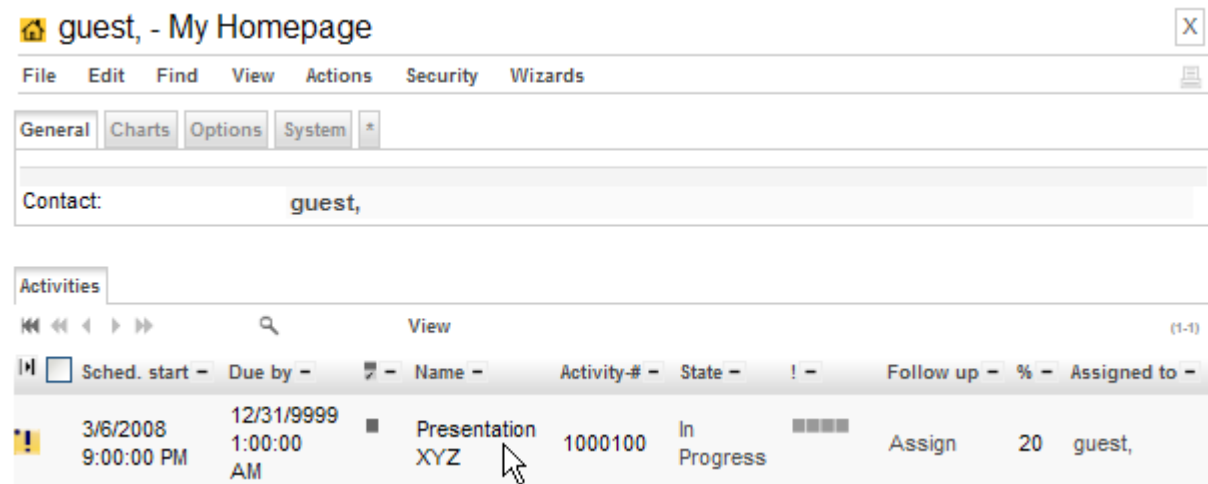 guest, - My Homepage X
File Edit Find View Actions Security Wizards
General Charts Options System *
Contact: guest,
Activities
View (1-1)
Sched. start Due by Name Activity-# State ! Follow up % Assigned to
3/6/2008 9:00:00 PM 12/31/9999 1:00:00 AM Presentation XYZ 1000100 In Progress Assign 20 guest,